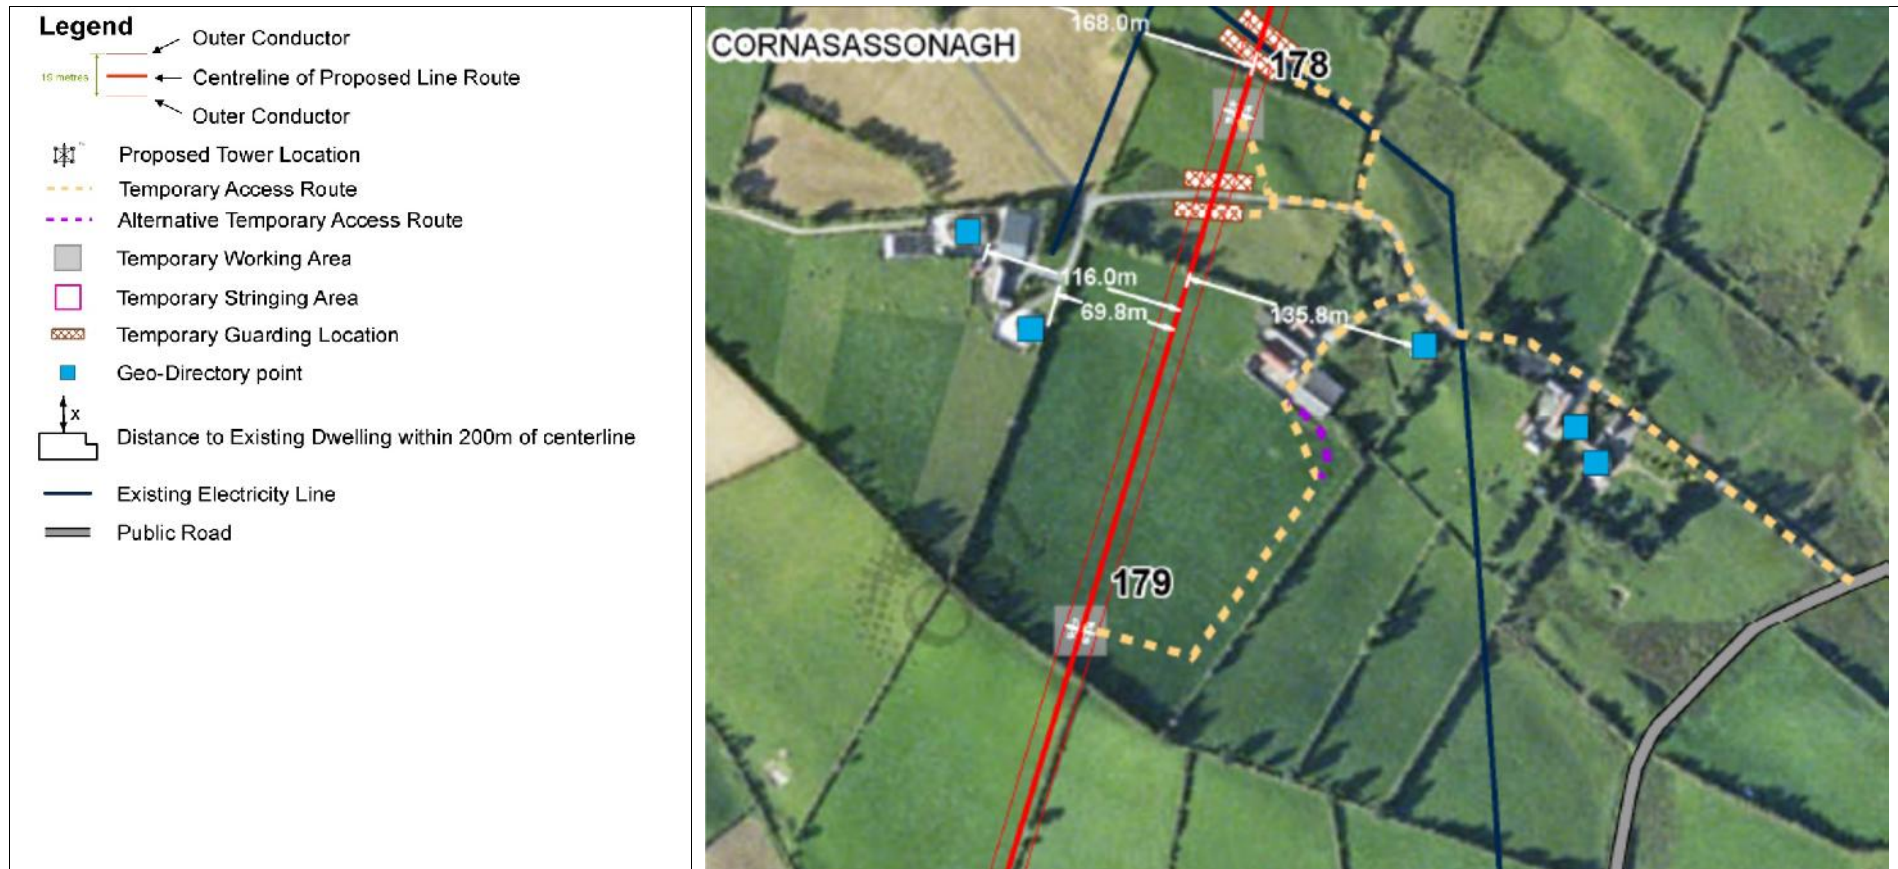 Legend
Outer Conductor
15 metres
Centreline of Proposed Line Route
Outer Conductor
Proposed Tower Location
Temporary Access Route
Alternative Temporary Access Route
Temporary Working Area
Temporary Stringing Area
Temporary Guarding Location
Geo-Directory point
X
Distance to Existing Dwelling within 200m of centerline
Existing Electricity Line
Public Road
168.0m
CORNASASSONAGH
178
116.0m
69.8m
135.8m
179